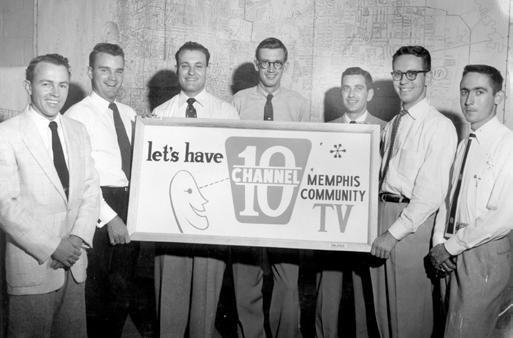 let's have
CHANNEL
10
MEMPHIS
COMMUNITY
TV